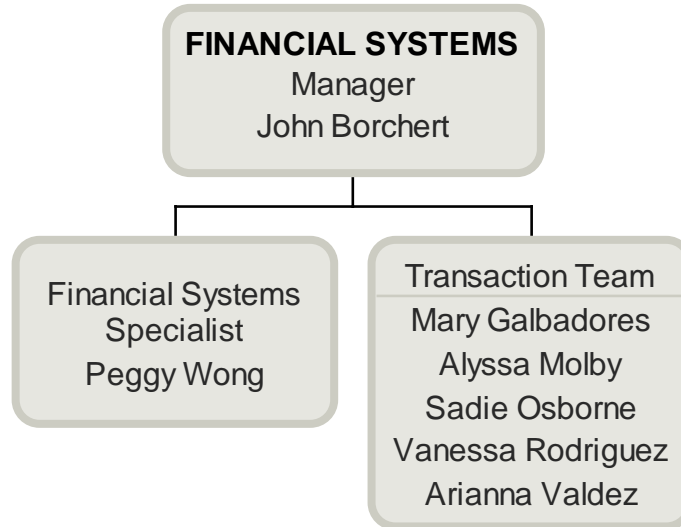 FINANCIAL SYSTEMS
Manager
John Borchert
Financial Systems
Specialist
Peggy Wong
Transaction Team
Mary Galbadores
Alyssa Molby
Sadie Osborne
Vanessa Rodriguez
Arianna Valdez